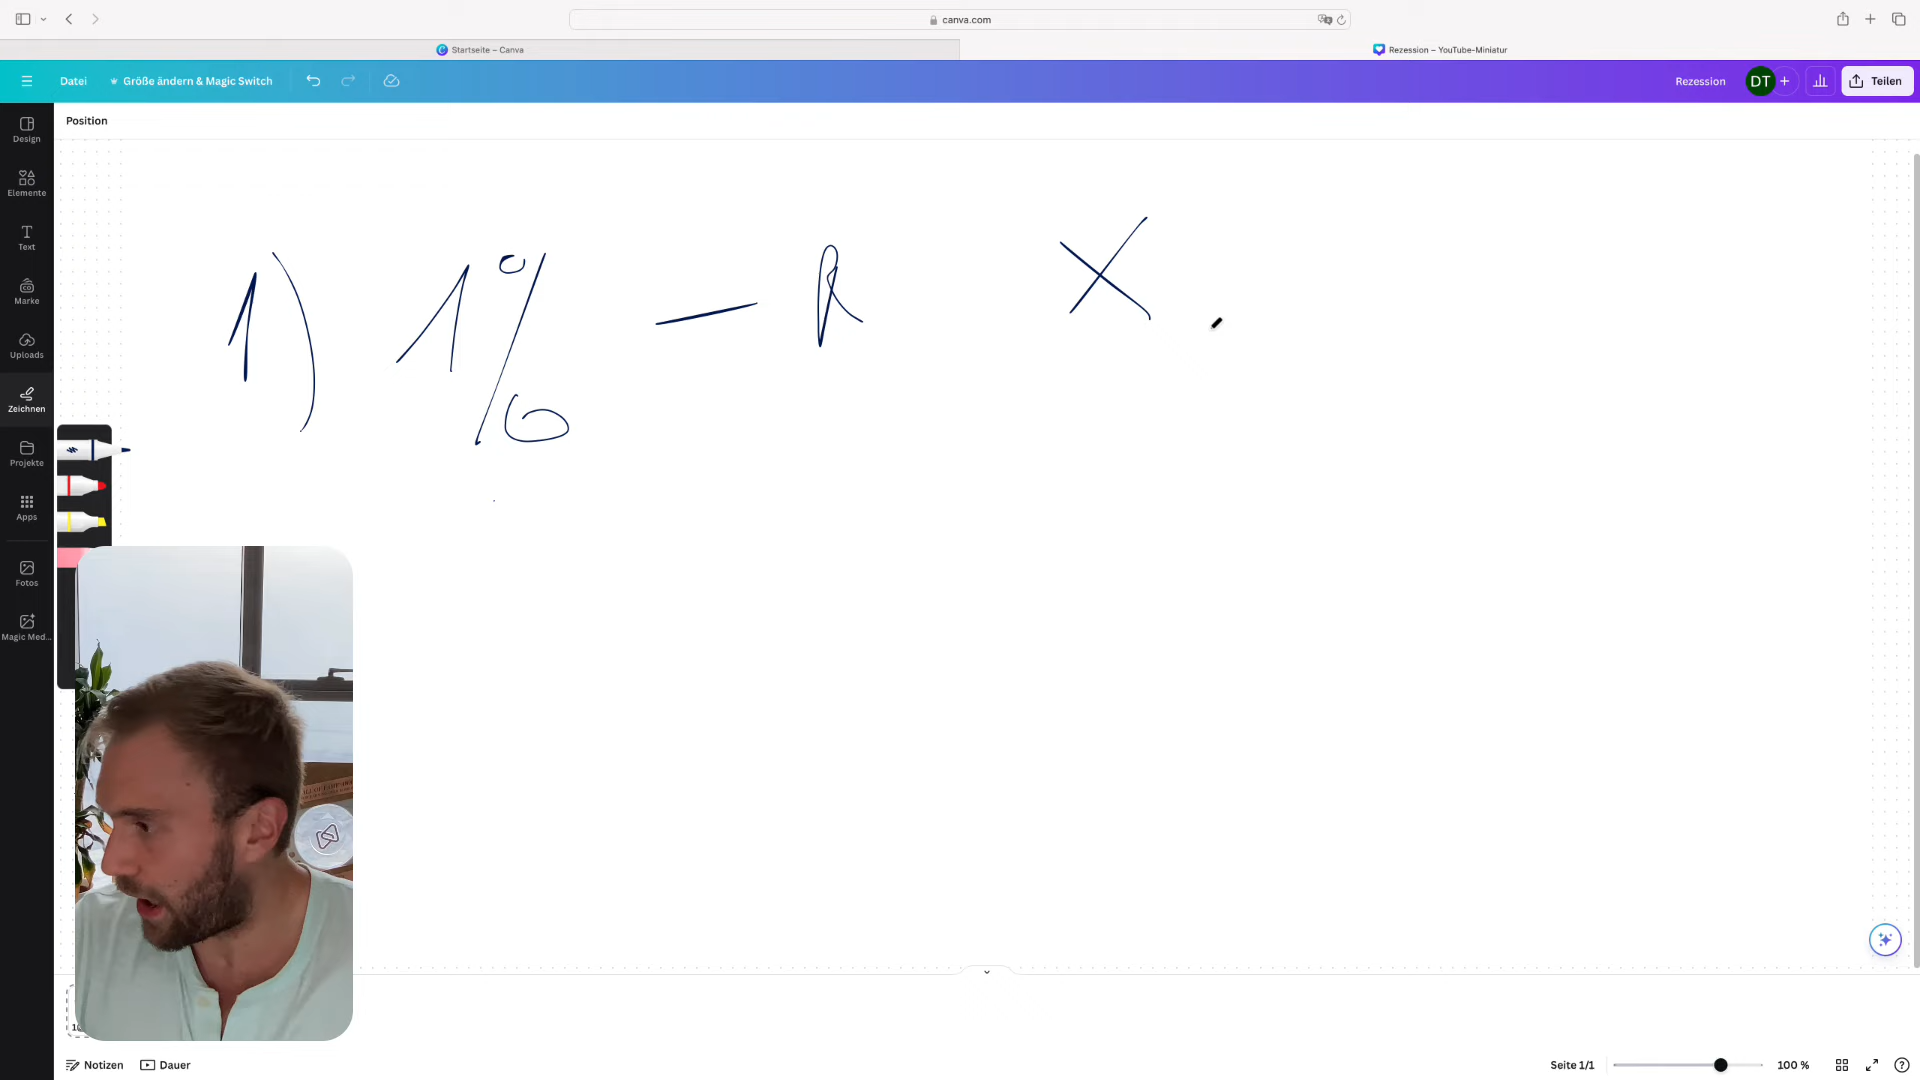 canva.com
Startseite – Canva
Rezession – YouTube-Miniatur
Datei
Größe ändern & Magic Switch
Rezession
DT
Teilen
Position
Design
Elemente
Text
Marke
Uploads
Zeichnen
Projekte
Apps
Fotos
Magic Med...
1) 1% — R X
Notizen
Dauer
Seite 1/1
100 %